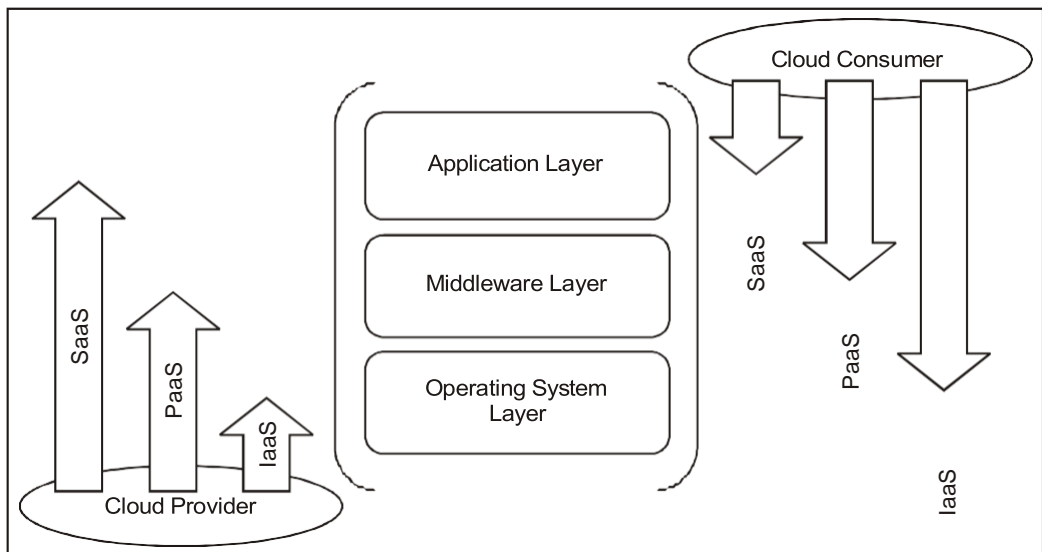 Cloud Consumer
Application Layer
SaaS
Middleware Layer
SaaS
PaaS
PaaS
Operating System
Layer
IaaS
IaaS
Cloud Provider